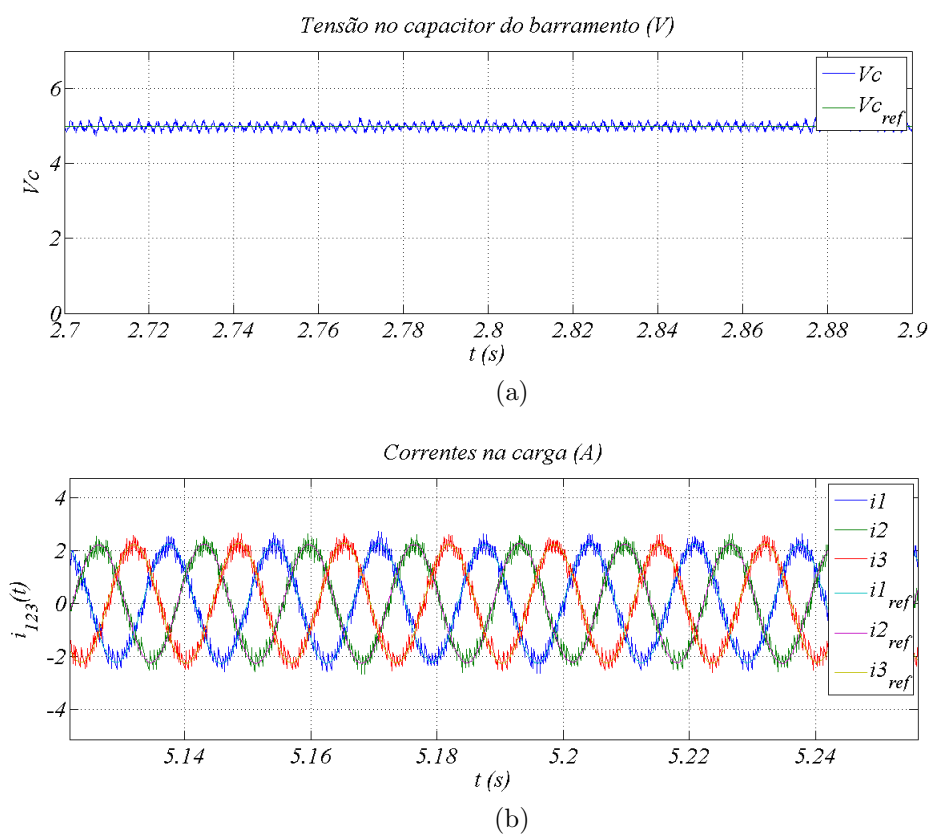 Tensão no capacitor do barramento (V)
6
4
2
0
Vc
Vc
Vc_ref
2.7 2.72 2.74 2.76 2.78 2.8 2.82 2.84 2.86 2.88 2.9
t (s)
(a)
Correntes na carga (A)
4
2
0
-2
-4
i_123(t)
i1
i2
i3
i1_ref
i2_ref
i3_ref
5.14 5.16 5.18 5.2 5.22 5.24
t (s)
(b)